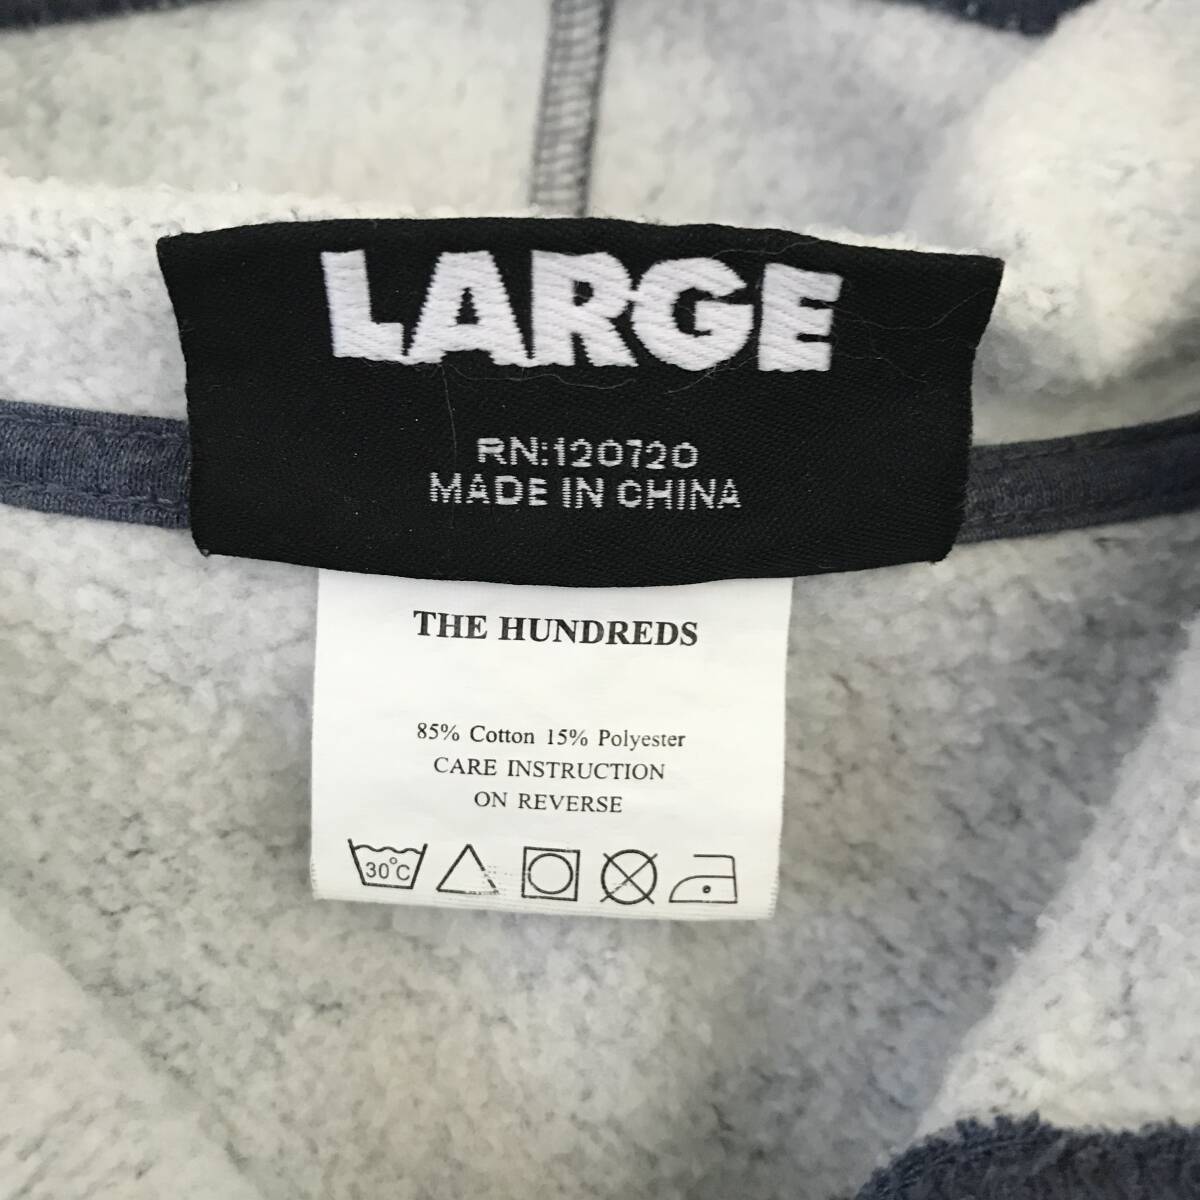 LARGE
RN:120720
MADE IN CHINA
THE HUNDREDS
85% Cotton 15% Polyester
CARE INSTRUCTION
ON REVERSE
30°C